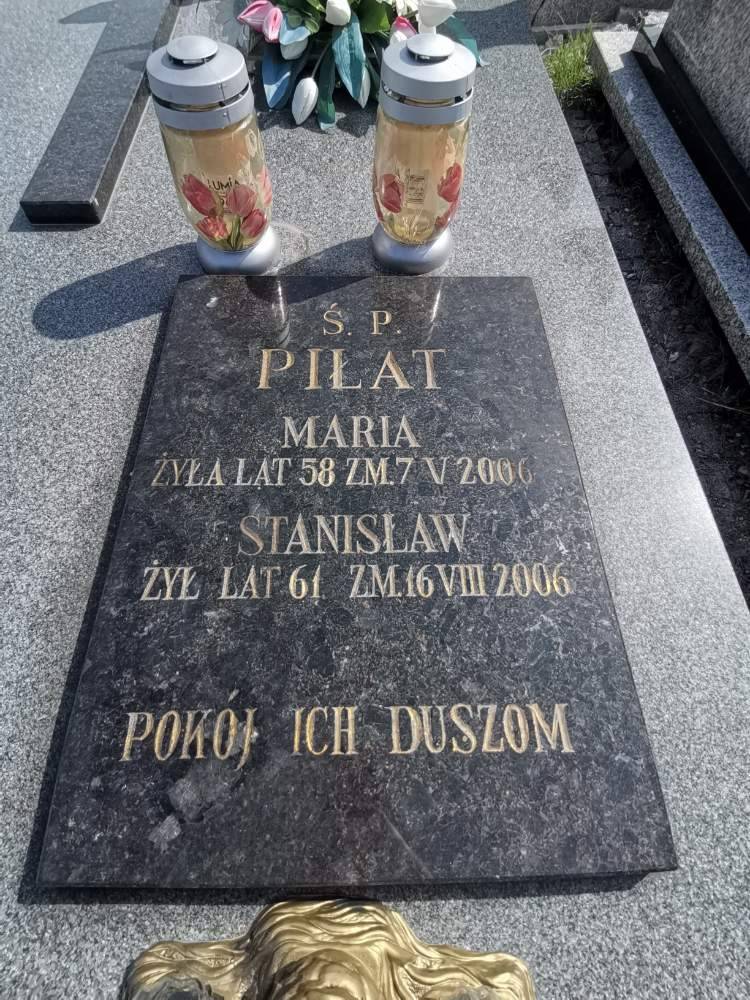 Ś. P.
PIŁAT
MARIA
ŻYŁA LAT 58 ZM. 7 V 2006
STANISŁAW
ŻYŁ LAT 61 ZM. 16 VIII 2006
POKÓJ ICH DUSZOM